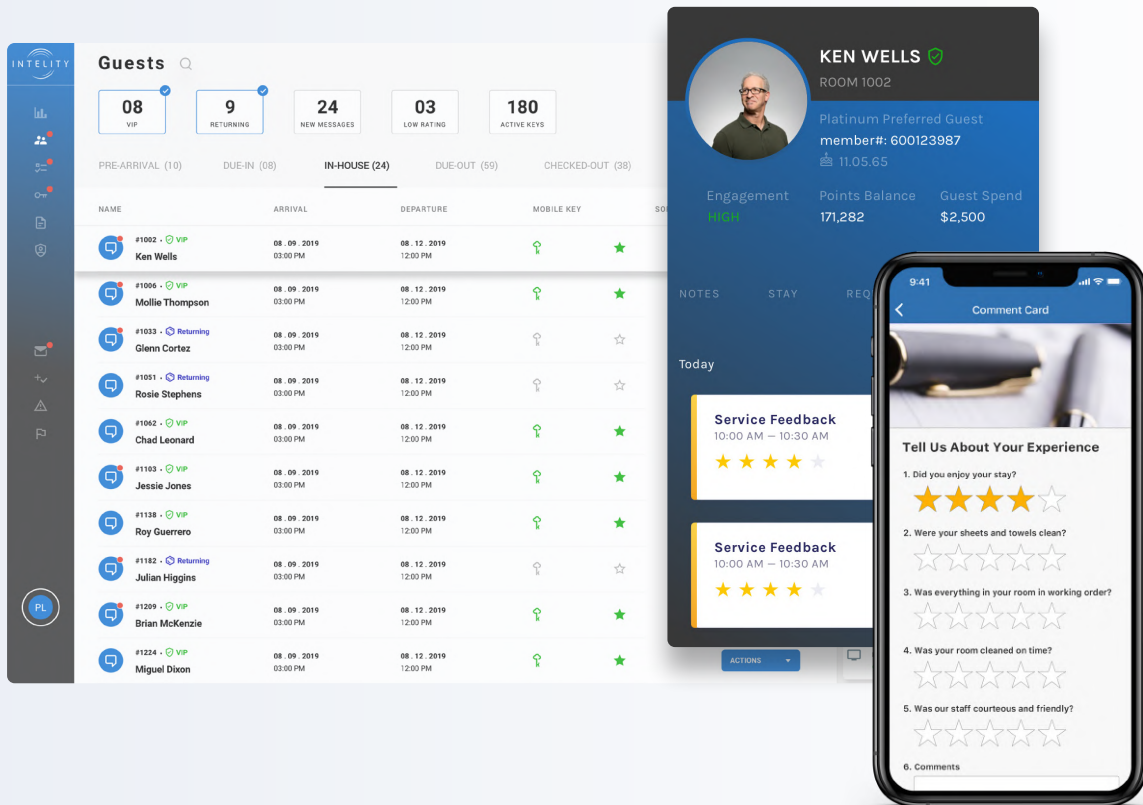 INTELITY
Guests
08
VIP
9
RETURNING
24
NEW MESSAGES
03
LOW RATING
180
ACTIVE KEYS
PRE-ARRIVAL (10) DUE-IN (08) IN-HOUSE (24) DUE-OUT (59) CHECKED-OUT (38)
NAME ARRIVAL DEPARTURE MOBILE KEY
#1002 • VIP
Ken Wells
08 . 09 . 2019
03:00 PM
08 . 12 . 2019
12:00 PM
#1006 • VIP
Mollie Thompson
08 . 09 . 2019
03:00 PM
08 . 12 . 2019
12:00 PM
#1033 • Returning
Glenn Cortez
08 . 09 . 2019
03:00 PM
08 . 12 . 2019
12:00 PM
#1051 • Returning
Rosie Stephens
08 . 09 . 2019
03:00 PM
08 . 12 . 2019
12:00 PM
#1062 • VIP
Chad Leonard
08 . 09 . 2019
03:00 PM
08 . 12 . 2019
12:00 PM
#1103 • VIP
Jessie Jones
08 . 09 . 2019
03:00 PM
08 . 12 . 2019
12:00 PM
#1138 • VIP
Roy Guerrero
08 . 09 . 2019
03:00 PM
08 . 12 . 2019
12:00 PM
#1182 • Returning
Julian Higgins
08 . 09 . 2019
03:00 PM
08 . 12 . 2019
12:00 PM
#1209 • VIP
Brian McKenzie
08 . 09 . 2019
03:00 PM
08 . 12 . 2019
12:00 PM
#1224 • VIP
Miguel Dixon
08 . 09 . 2019
03:00 PM
08 . 12 . 2019
12:00 PM
PL
ACTIONS
KEN WELLS
ROOM 1002
Platinum Preferred Guest
member#: 600123987
11.05.65
Engagement Points Balance Guest Spend
HIGH 171,282 $2,500
NOTES STAY REQ
Today
Service Feedback
10:00 AM — 10:30 AM
Service Feedback
10:00 AM — 10:30 AM
9:41
Comment Card
Tell Us About Your Experience
1. Did you enjoy your stay?
2. Were your sheets and towels clean?
3. Was everything in your room in working order?
4. Was your room cleaned on time?
5. Was our staff courteous and friendly?
6. Comments